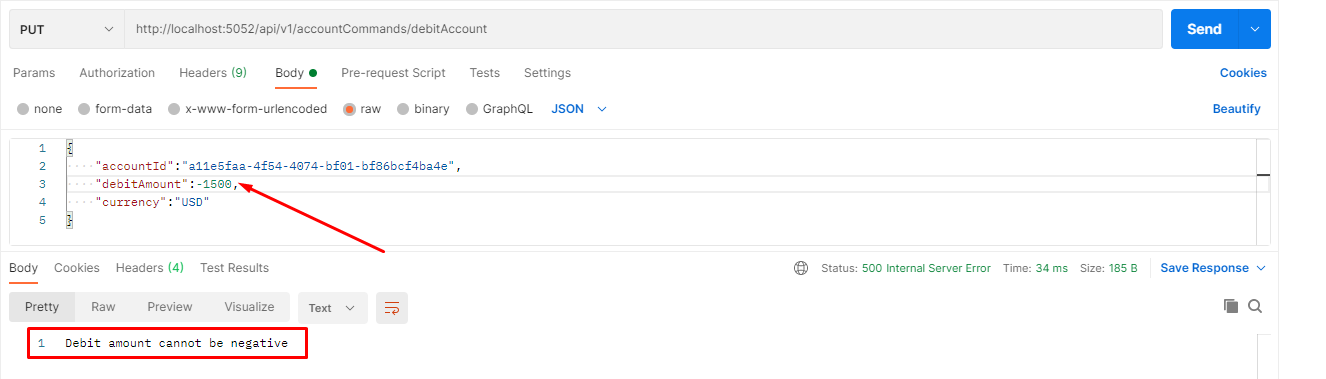 PUT http://localhost:5052/api/v1/accountCommands/debitAccount Send
Params Authorization Headers (9) Body Pre-request Script Tests Settings Cookies
none form-data x-www-form-urlencoded raw binary GraphQL JSON Beautify
1 {
2 "accountId":"a11e5faa-4f54-4074-bf01-bf86bcf4ba4e",
3 "debitAmount":-1500,
4 "currency":"USD"
5 }
Body Cookies Headers (4) Test Results Status: 500 Internal Server Error Time: 34 ms Size: 185 B Save Response
Pretty Raw Preview Visualize Text
1 Debit amount cannot be negative